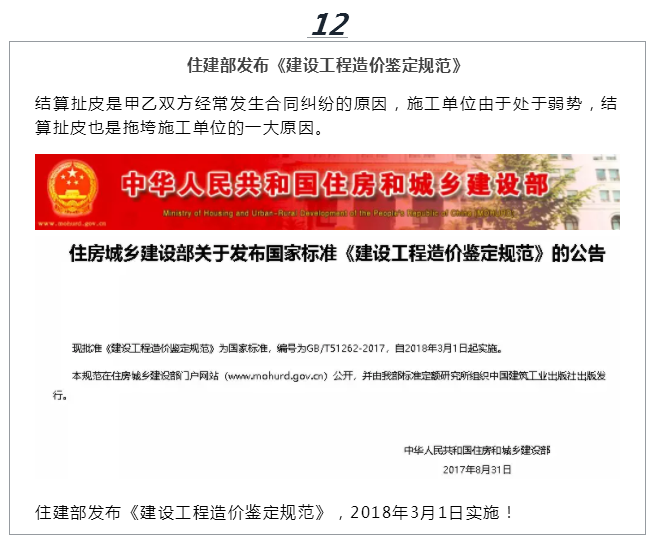 12
住建部发布《建设工程造价鉴定规范》
结算扯皮是甲乙双方经常发生合同纠纷的原因，施工单位由于处于弱势，结
算扯皮也是拖垮施工单位的一大原因。
中华人民共和国住房和城乡建设部
Ministry of Housing and Urban-Rural Development of the People's Republic of China(MOHURD)
www.mohurd.gov.cn
住房城乡建设部关于发布国家标准《建设工程造价鉴定规范》的公告
现批准《建设工程造价鉴定规范》为国家标准，编号为GB/T51262-2017，自2018年3月1日起实施。
本规范在住房城乡建设部门户网站（www.mohurd.gov.cn）公开，并由我部标准定额研究所组织中国建筑工业出版社出版发
行。
中华人民共和国住房和城乡建设部
2017年8月31日
住建部发布《建设工程造价鉴定规范》，2018年3月1日实施！